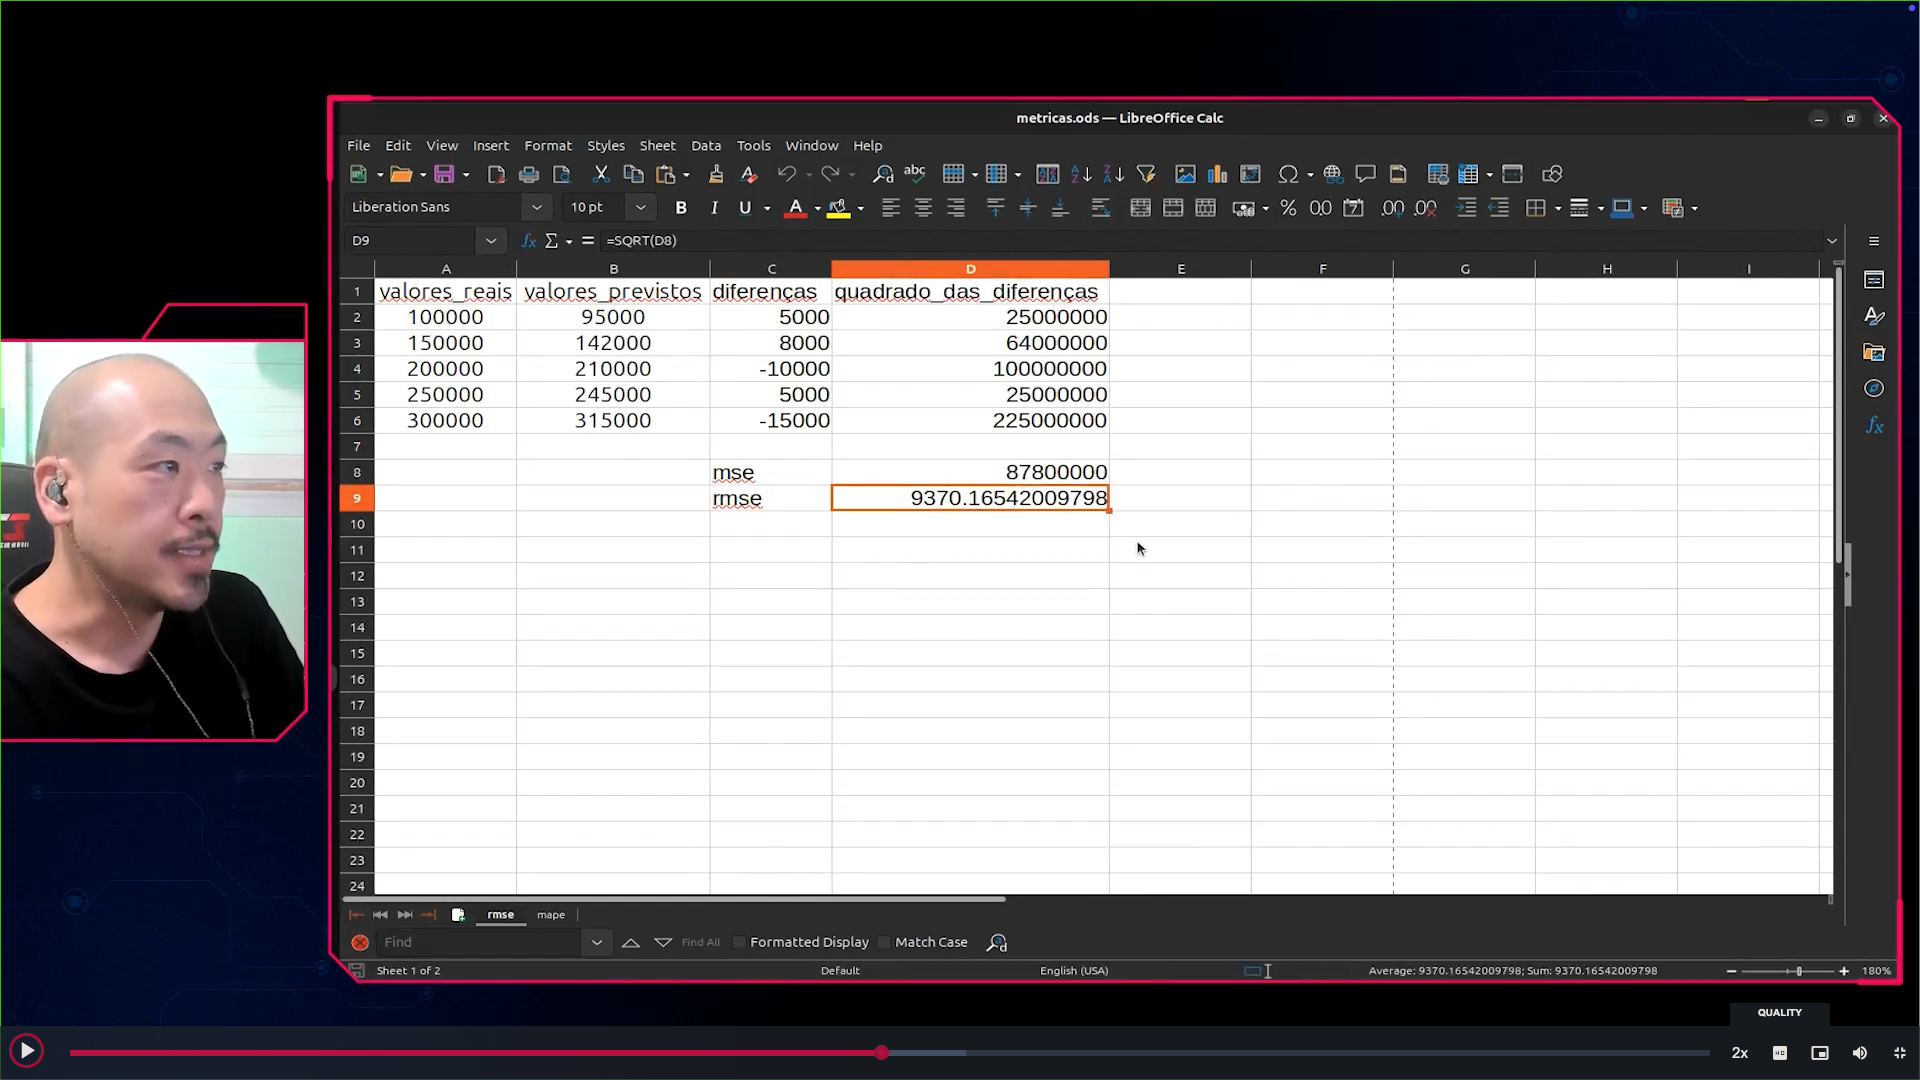 metricas.ods — LibreOffice Calc
File Edit View Insert Format Styles Sheet Data Tools Window Help
Liberation Sans 10 pt
D9 =SQRT(D8)
A B C D E F G H I
1 valores_reais valores_previstos diferenças quadrado_das_diferenças
2 100000 95000 5000 25000000
3 150000 142000 8000 64000000
4 200000 210000 -10000 100000000
5 250000 245000 5000 25000000
6 300000 315000 -15000 225000000
7
8 mse 87800000
9 rmse 9370.16542009798
10
11
12
13
14
15
16
17
18
19
20
21
22
23
24
rmse mape
Find Find All Formatted Display Match Case
Sheet 1 of 2 Default English (USA) Average: 9370.16542009798; Sum: 9370.16542009798 180%
QUALITY
2x HD